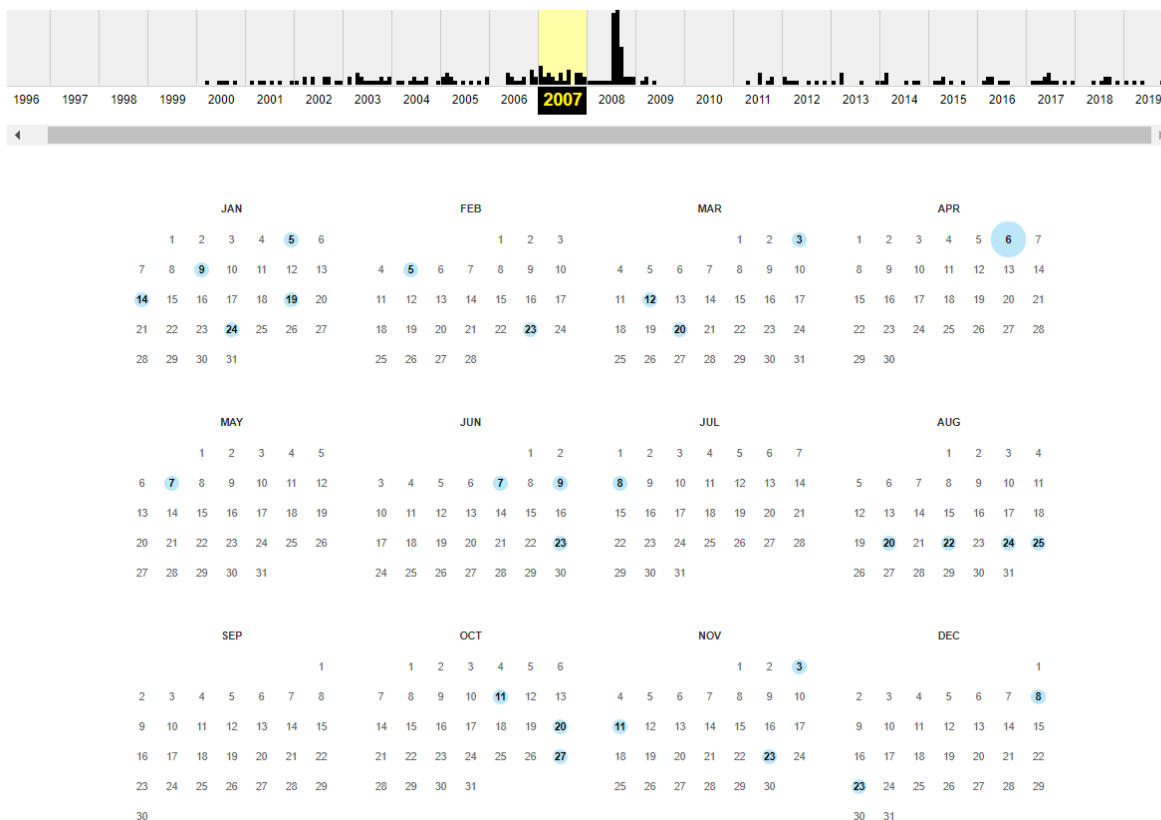 1996 1997 1998 1999 2000 2001 2002 2003 2004 2005 2006 2007 2008 2009 2010 2011 2012 2013 2014 2015 2016 2017 2018 2019
JAN FEB MAR APR
1 2 3 4 5 6 1 2 3 1 2 3 1 2 3 4 5 6 7
7 8 9 10 11 12 13 4 5 6 7 8 9 10 4 5 6 7 8 9 10 8 9 10 11 12 13 14
14 15 16 17 18 19 20 11 12 13 14 15 16 17 11 12 13 14 15 16 17 15 16 17 18 19 20 21
21 22 23 24 25 26 27 18 19 20 21 22 23 24 18 19 20 21 22 23 24 22 23 24 25 26 27 28
28 29 30 31 25 26 27 28 25 26 27 28 29 30 31 29 30
MAY JUN JUL AUG
1 2 3 4 5 1 2 1 2 3 4 5 6 7 1 2 3 4
6 7 8 9 10 11 12 3 4 5 6 7 8 9 8 9 10 11 12 13 14 5 6 7 8 9 10 11
13 14 15 16 17 18 19 10 11 12 13 14 15 16 15 16 17 18 19 20 21 12 13 14 15 16 17 18
20 21 22 23 24 25 26 17 18 19 20 21 22 23 22 23 24 25 26 27 28 19 20 21 22 23 24 25
27 28 29 30 31 24 25 26 27 28 29 30 29 30 31 26 27 28 29 30 31
SEP OCT NOV DEC
1 1 2 3 4 5 6 1 2 3 1
2 3 4 5 6 7 8 7 8 9 10 11 12 13 4 5 6 7 8 9 10 2 3 4 5 6 7 8
9 10 11 12 13 14 15 14 15 16 17 18 19 20 11 12 13 14 15 16 17 9 10 11 12 13 14 15
16 17 18 19 20 21 22 21 22 23 24 25 26 27 18 19 20 21 22 23 24 16 17 18 19 20 21 22
23 24 25 26 27 28 29 28 29 30 31 25 26 27 28 29 30 23 24 25 26 27 28 29
30 30 31